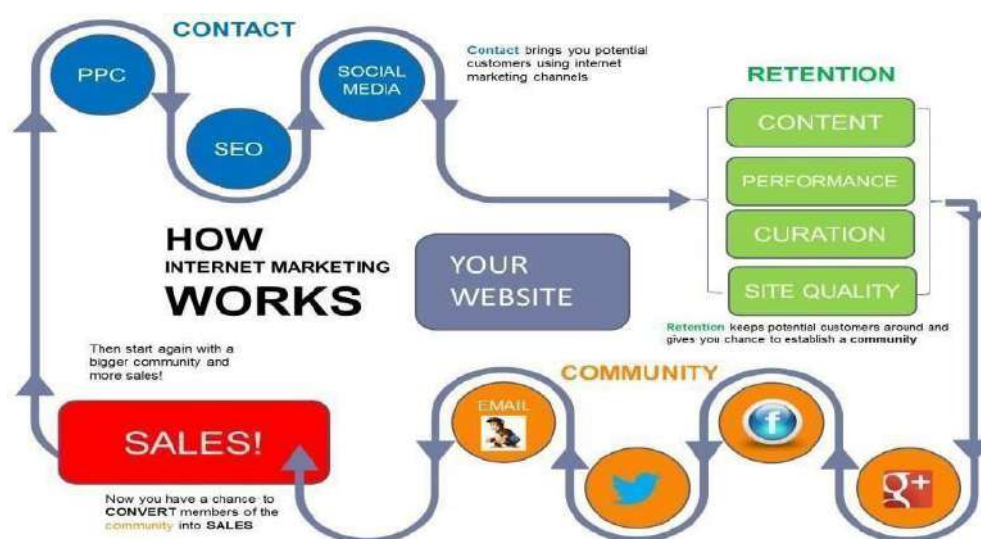 CONTACT
PPC
SEO
SOCIAL
MEDIA
Contact brings you potential
customers using internet
marketing channels
RETENTION
CONTENT
PERFORMANCE
CURATION
SITE QUALITY
Retention keeps potential customers around and
gives you chance to establish a community
HOW
INTERNET MARKETING
WORKS
YOUR
WEBSITE
COMMUNITY
EMAIL
f
g+
Then start again with a
bigger community and
more sales!
SALES!
Now you have a chance to
CONVERT members of the
community into SALES